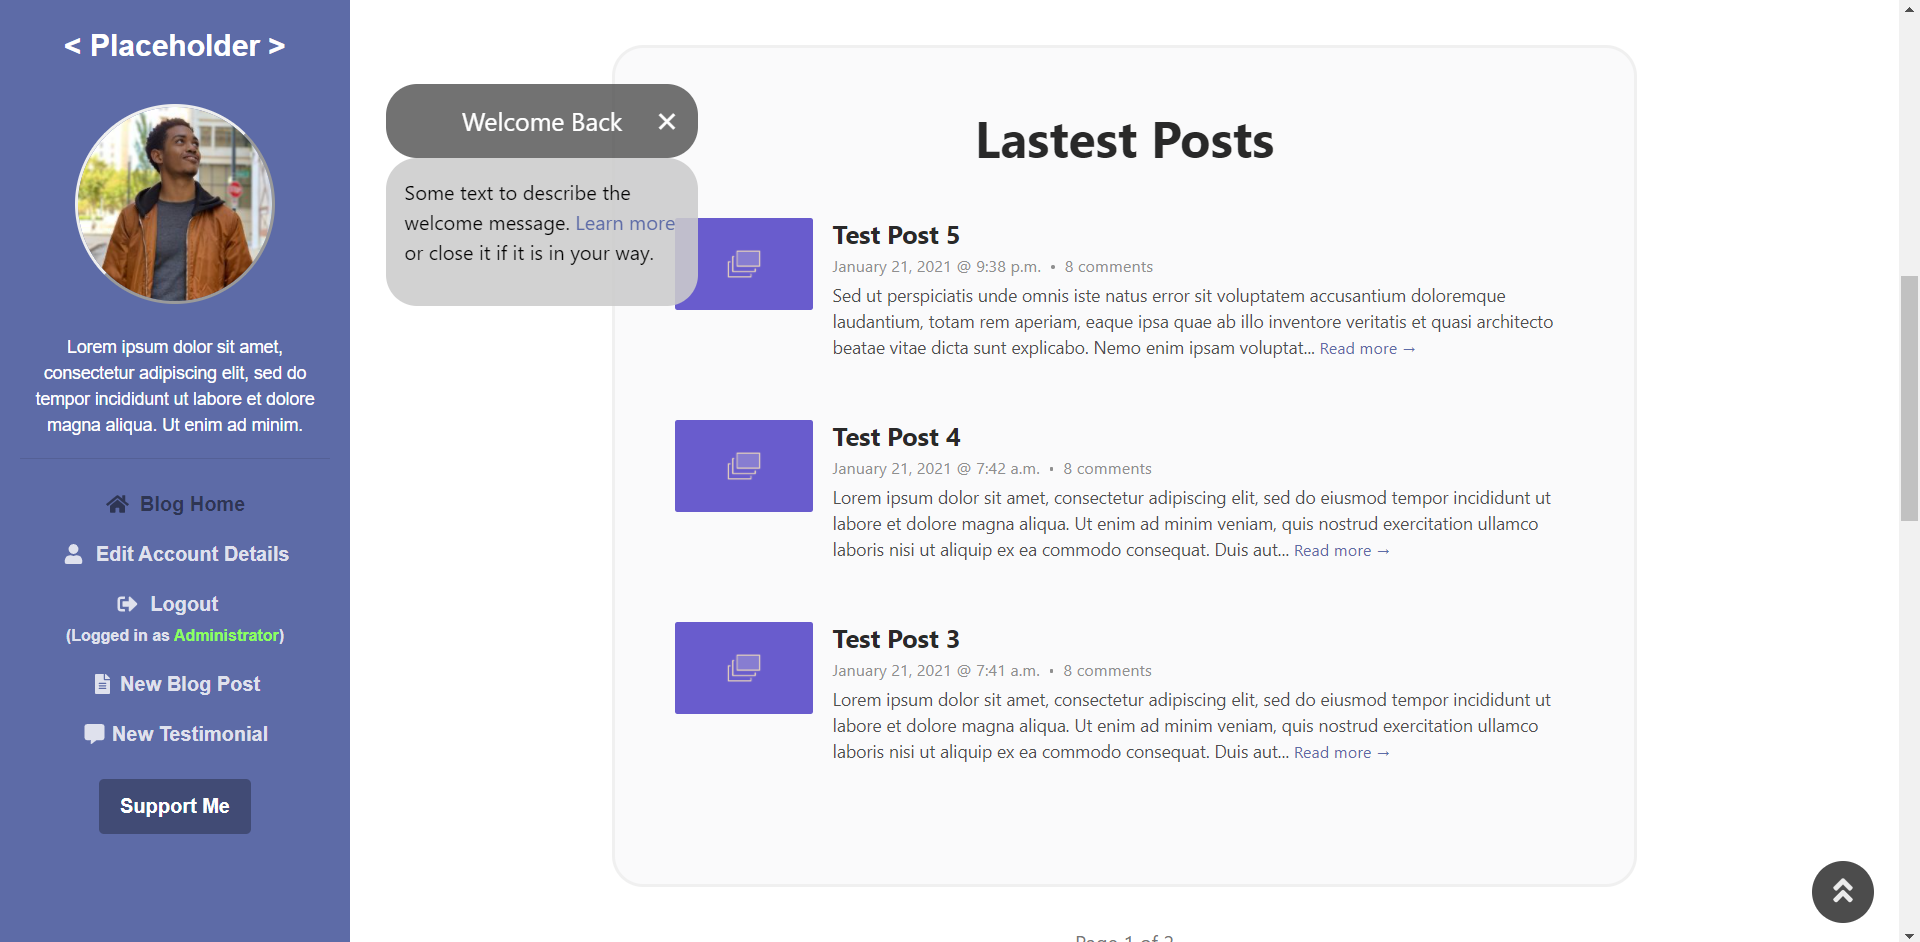 < Placeholder >
Lorem ipsum dolor sit amet,
consectetur adipiscing elit, sed do
tempor incididunt ut labore et dolore
magna aliqua. Ut enim ad minim.
Blog Home
Edit Account Details
Logout
(Logged in as Administrator)
New Blog Post
New Testimonial
Support Me
Welcome Back ×
Some text to describe the
welcome message. Learn more
or close it if it is in your way.
Lastest Posts
Test Post 5
January 21, 2021 @ 9:38 p.m. • 8 comments
Sed ut perspiciatis unde omnis iste natus error sit voluptatem accusantium doloremque
laudantium, totam rem aperiam, eaque ipsa quae ab illo inventore veritatis et quasi architecto
beatae vitae dicta sunt explicabo. Nemo enim ipsam voluptat... Read more →
Test Post 4
January 21, 2021 @ 7:42 a.m. • 8 comments
Lorem ipsum dolor sit amet, consectetur adipiscing elit, sed do eiusmod tempor incididunt ut
labore et dolore magna aliqua. Ut enim ad minim veniam, quis nostrud exercitation ullamco
laboris nisi ut aliquip ex ea commodo consequat. Duis aut... Read more →
Test Post 3
January 21, 2021 @ 7:41 a.m. • 8 comments
Lorem ipsum dolor sit amet, consectetur adipiscing elit, sed do eiusmod tempor incididunt ut
labore et dolore magna aliqua. Ut enim ad minim veniam, quis nostrud exercitation ullamco
laboris nisi ut aliquip ex ea commodo consequat. Duis aut... Read more →
Page 1 of